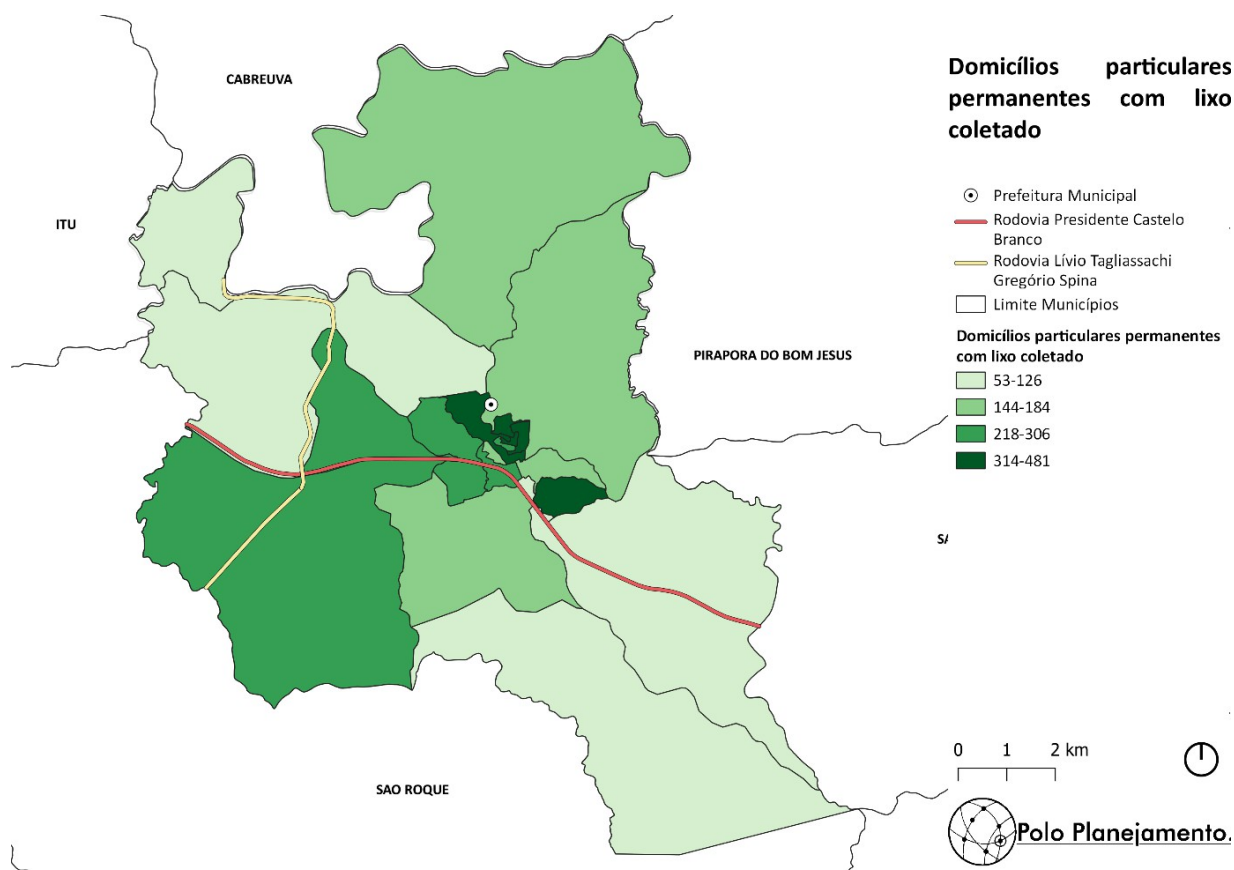 CABREUVA
ITU
PIRAPORA DO BOM JESUS
SAO ROQUE
SA
Domicílios particulares
permanentes com lixo
coletado
Prefeitura Municipal
Rodovia Presidente Castelo
Branco
Rodovia Lívio Tagliassachi
Gregório Spina
Limite Municípios
Domicílios particulares permanentes
com lixo coletado
53-126
144-184
218-306
314-481
0 1 2 km
Polo Planejamento.